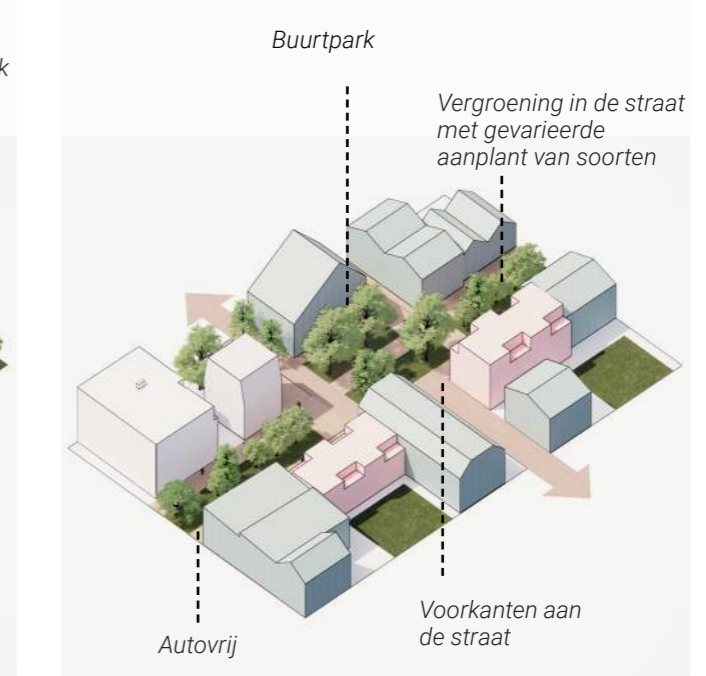 Buurtpark
Vergroening in de straat
met gevarieerde
aanplant van soorten
Voorkanten aan
de straat
Autovrij